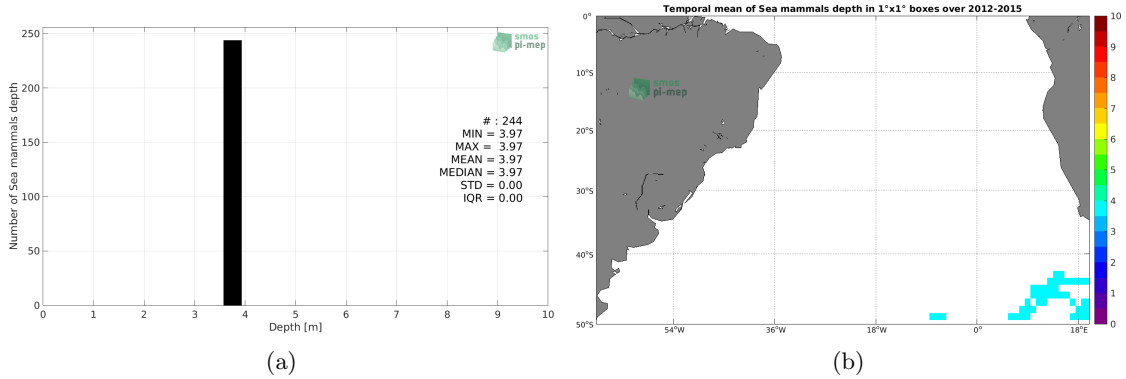 250
200
150
100
50
0
Number of Sea mammals depth
smos
pi-mep
# : 244
MIN = 3.97
MAX = 3.97
MEAN = 3.97
MEDIAN = 3.97
STD = 0.00
IQR = 0.00
0 1 2 3 4 5 6 7 8 9 10
Depth [m]
(a)
Temporal mean of Sea mammals depth in 1°x1° boxes over 2012-2015
0°
10°S
20°S
30°S
40°S
50°S
smos
pi-mep
54°W 36°W 18°W 0° 18°E
10
9
8
7
6
5
4
3
2
1
0
(b)